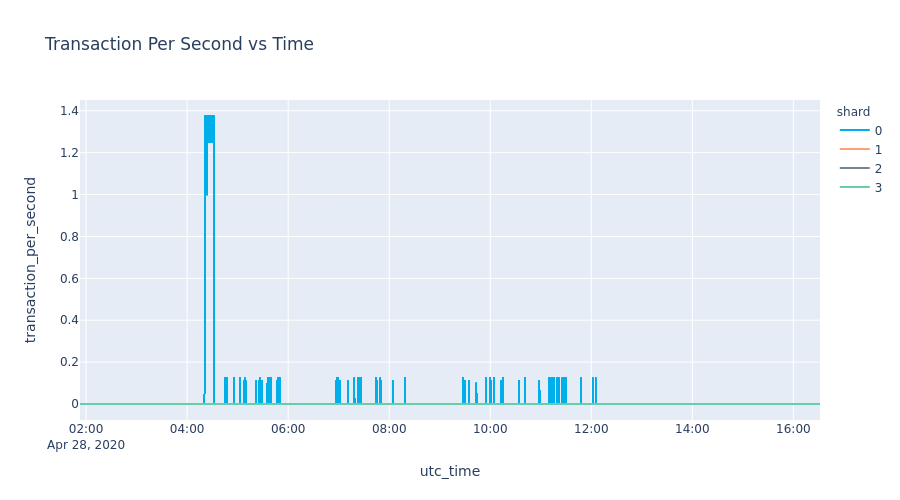 Transaction Per Second vs Time
shard
0
1
2
3
transaction_per_second
1.4
1.2
1
0.8
0.6
0.4
0.2
0
02:00 04:00 06:00 08:00 10:00 12:00 14:00 16:00
Apr 28, 2020
utc_time